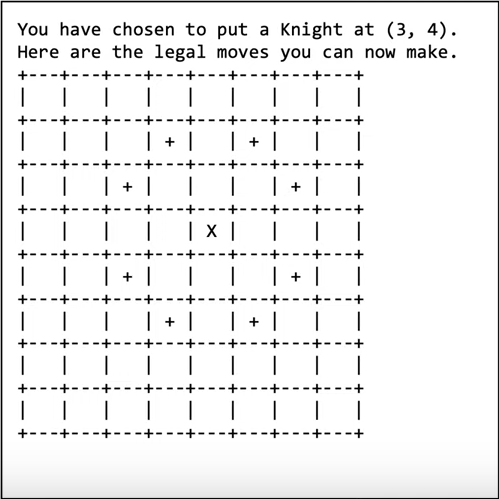 You have chosen to put a Knight at (3, 4).
Here are the legal moves you can now make.
+---+---+---+---+---+---+---+---+
|   |   |   |   |   |   |   |   |
+---+---+---+---+---+---+---+---+
|   |   |   | + |   | + |   |   |
+---+---+---+---+---+---+---+---+
|   |   | + |   |   |   | + |   |
+---+---+---+---+---+---+---+---+
|   |   |   |   | X |   |   |   |
+---+---+---+---+---+---+---+---+
|   |   | + |   |   |   | + |   |
+---+---+---+---+---+---+---+---+
|   |   |   | + |   | + |   |   |
+---+---+---+---+---+---+---+---+
|   |   |   |   |   |   |   |   |
+---+---+---+---+---+---+---+---+
|   |   |   |   |   |   |   |   |
+---+---+---+---+---+---+---+---+